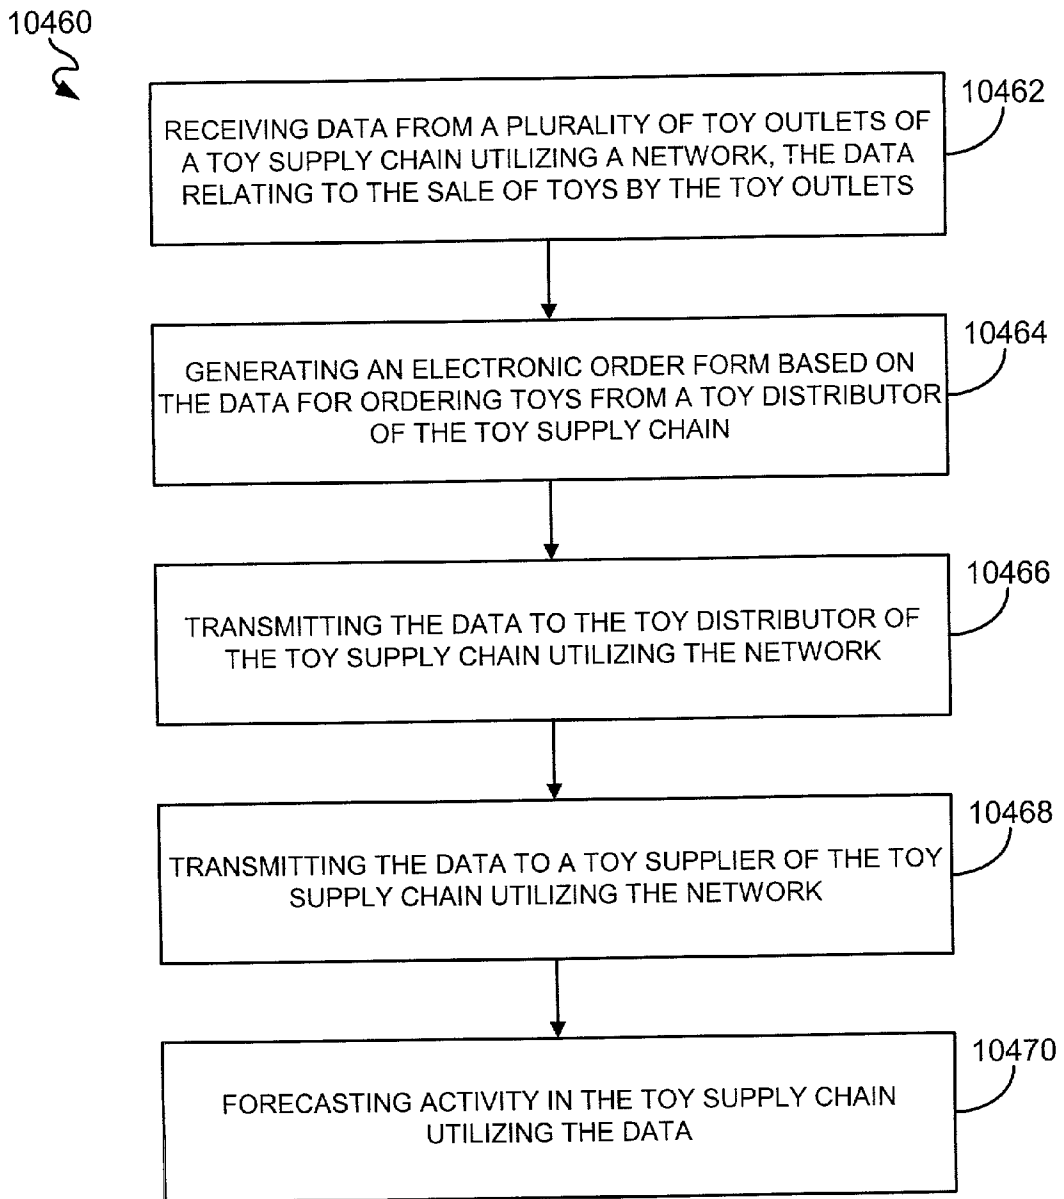 10460
10462
RECEIVING DATA FROM A PLURALITY OF TOY OUTLETS OF
A TOY SUPPLY CHAIN UTILIZING A NETWORK, THE DATA
RELATING TO THE SALE OF TOYS BY THE TOY OUTLETS
10464
GENERATING AN ELECTRONIC ORDER FORM BASED ON
THE DATA FOR ORDERING TOYS FROM A TOY DISTRIBUTOR
OF THE TOY SUPPLY CHAIN
10466
TRANSMITTING THE DATA TO THE TOY DISTRIBUTOR OF
THE TOY SUPPLY CHAIN UTILIZING THE NETWORK
10468
TRANSMITTING THE DATA TO A TOY SUPPLIER OF THE TOY
SUPPLY CHAIN UTILIZING THE NETWORK
10470
FORECASTING ACTIVITY IN THE TOY SUPPLY CHAIN
UTILIZING THE DATA